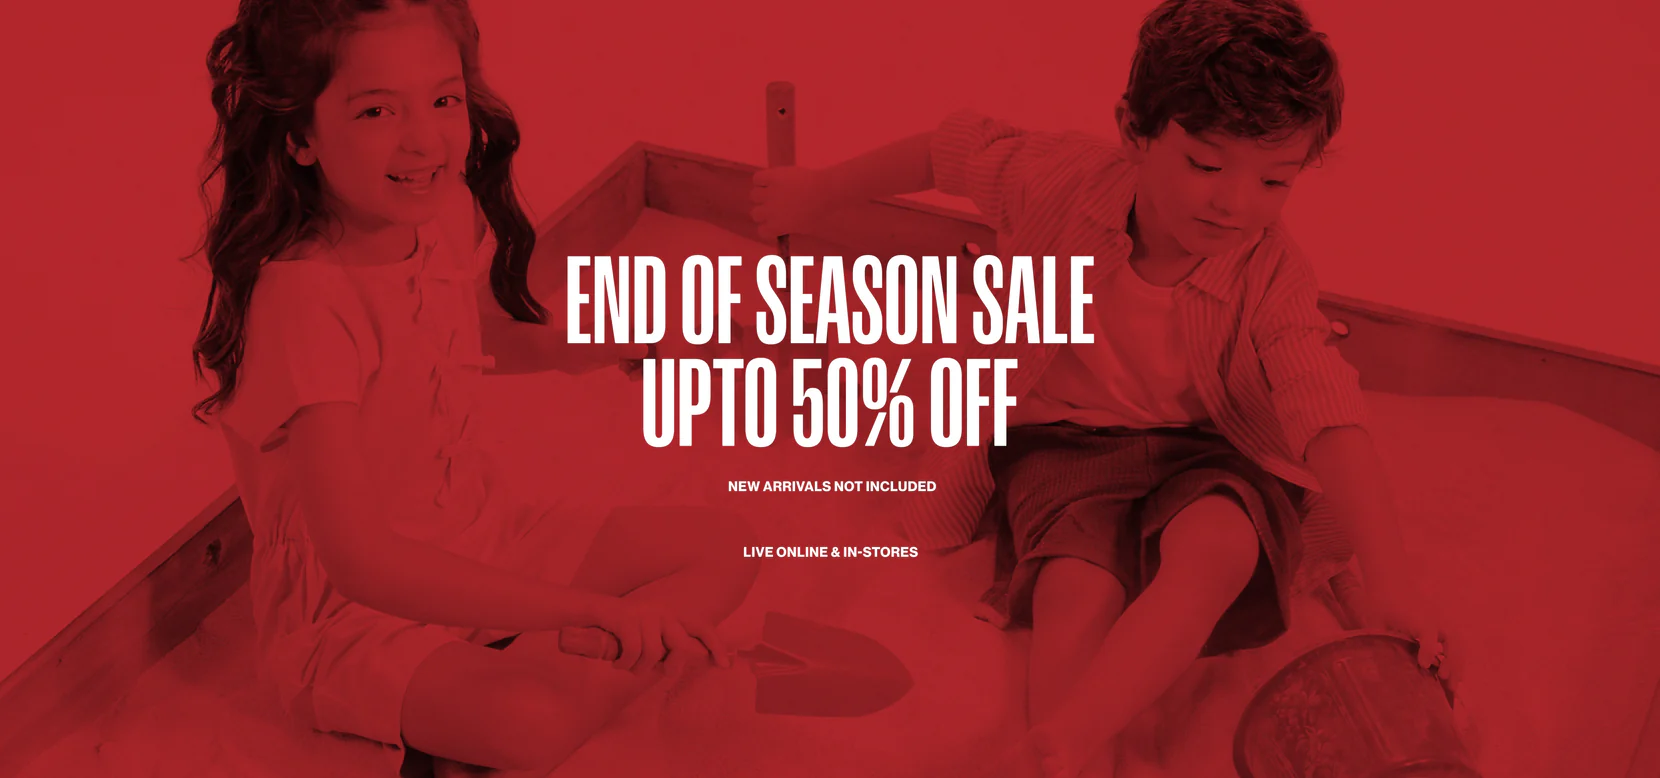 END OF SEASON SALE
UPTO 50% OFF
NEW ARRIVALS NOT INCLUDED
LIVE ONLINE & IN-STORES